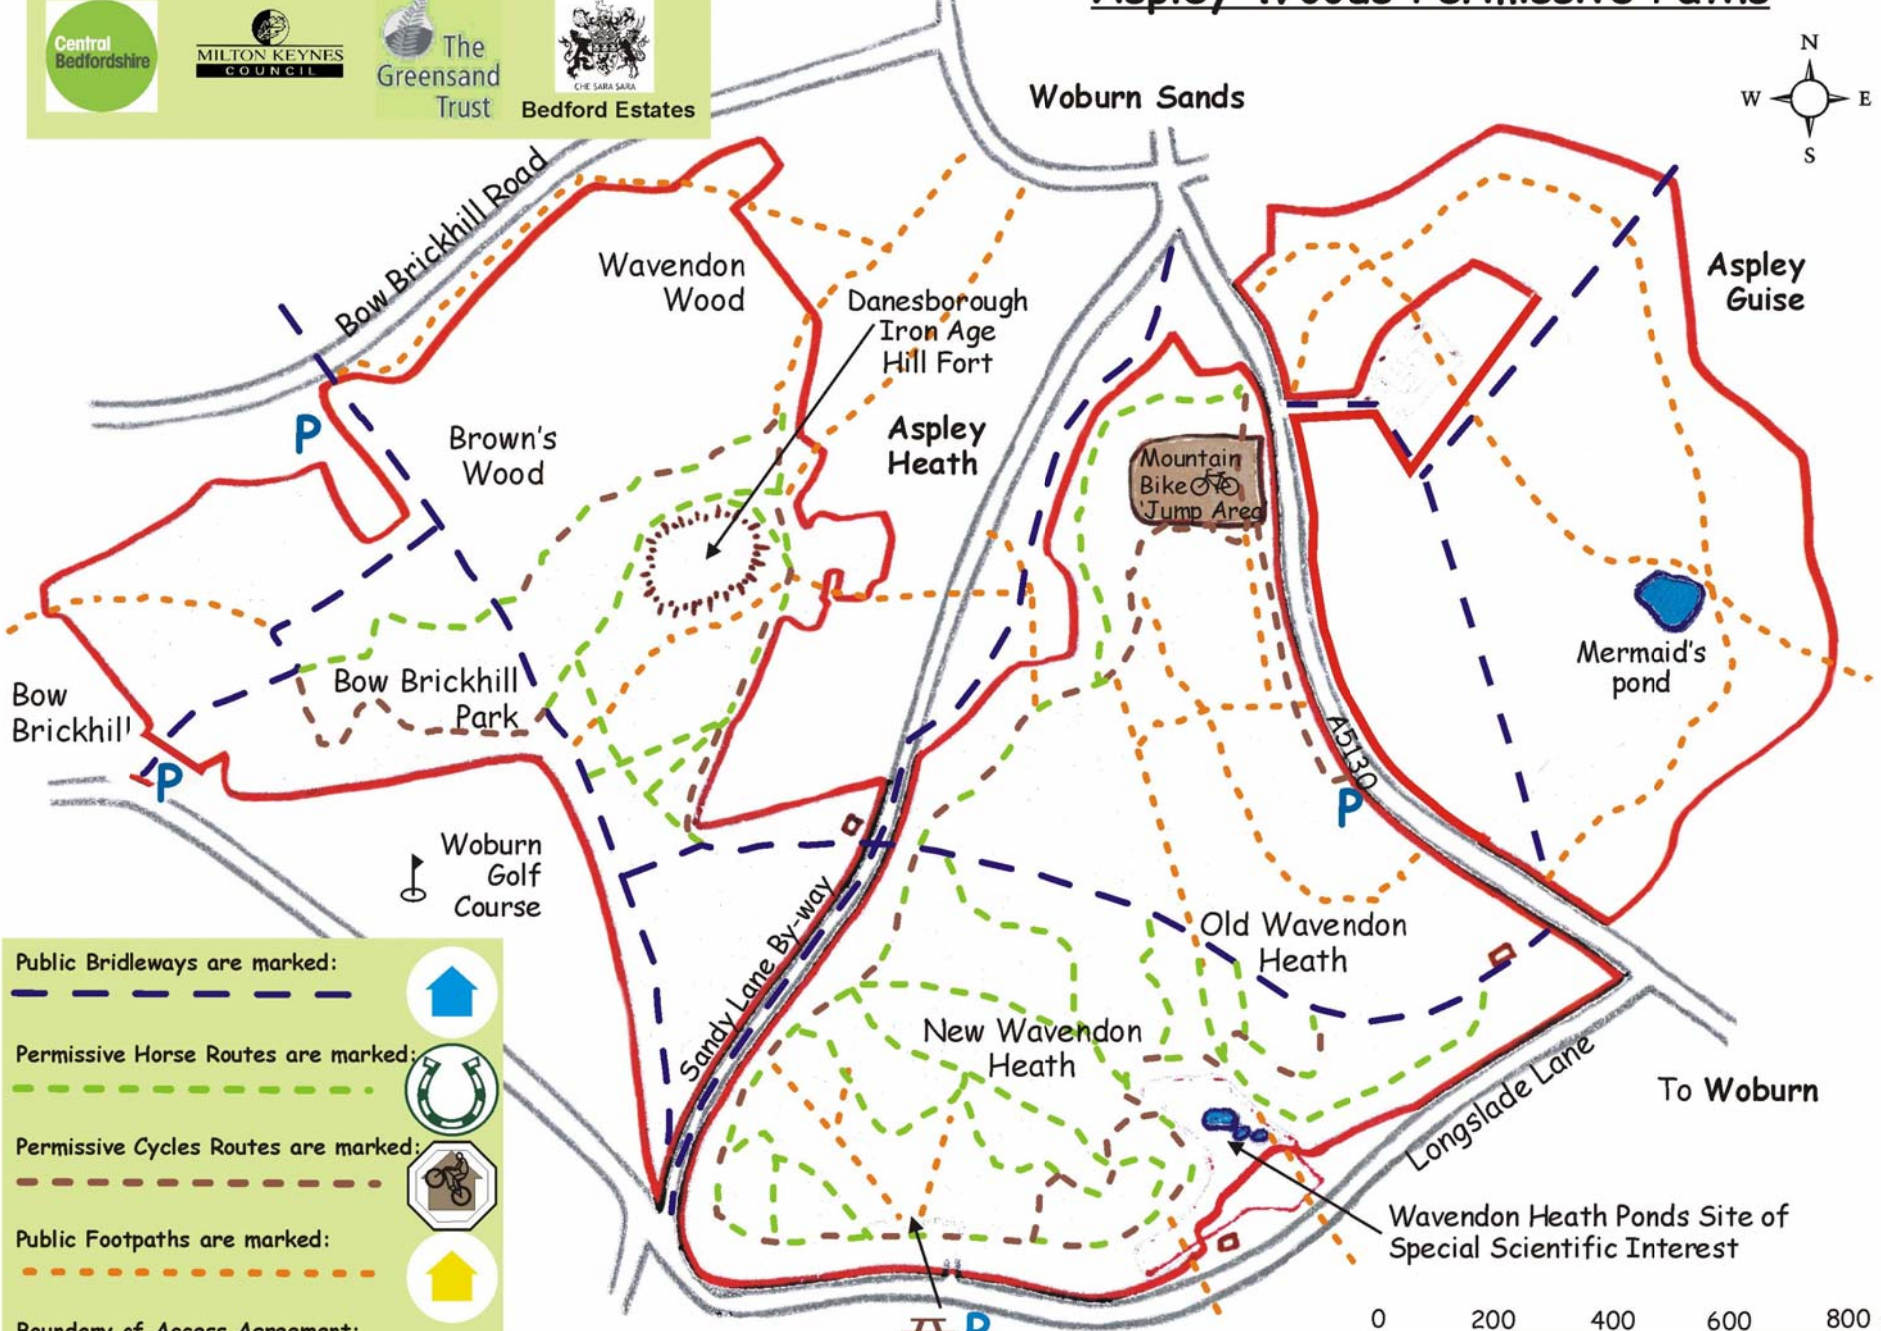 Central
Bedfordshire
MILTON KEYNES
COUNCIL
The
Greensand
Trust
CHE SARA SARA
Bedford Estates
Aspley Woods Permissive Paths
Woburn Sands
N
W
E
S
Bow Brickhill Road
Wavendon
Wood
Danesborough
Iron Age
Hill Fort
Aspley
Guise
P
Brown's
Wood
Aspley
Heath
Mountain
Bike
'Jump Area
Mermaid's
pond
Bow
Brickhill
Bow Brickhill
Park
P
A5130
P
Woburn
Golf
Course
Sandy Lane By-way
Old Wavendon
Heath
New Wavendon
Heath
To Woburn
Longslade Lane
Wavendon Heath Ponds Site of
Special Scientific Interest
P
Public Bridleways are marked:
Permissive Horse Routes are marked:
Permissive Cycles Routes are marked:
Public Footpaths are marked:
Boundary of Access Agreement:
0 200 400 600 800